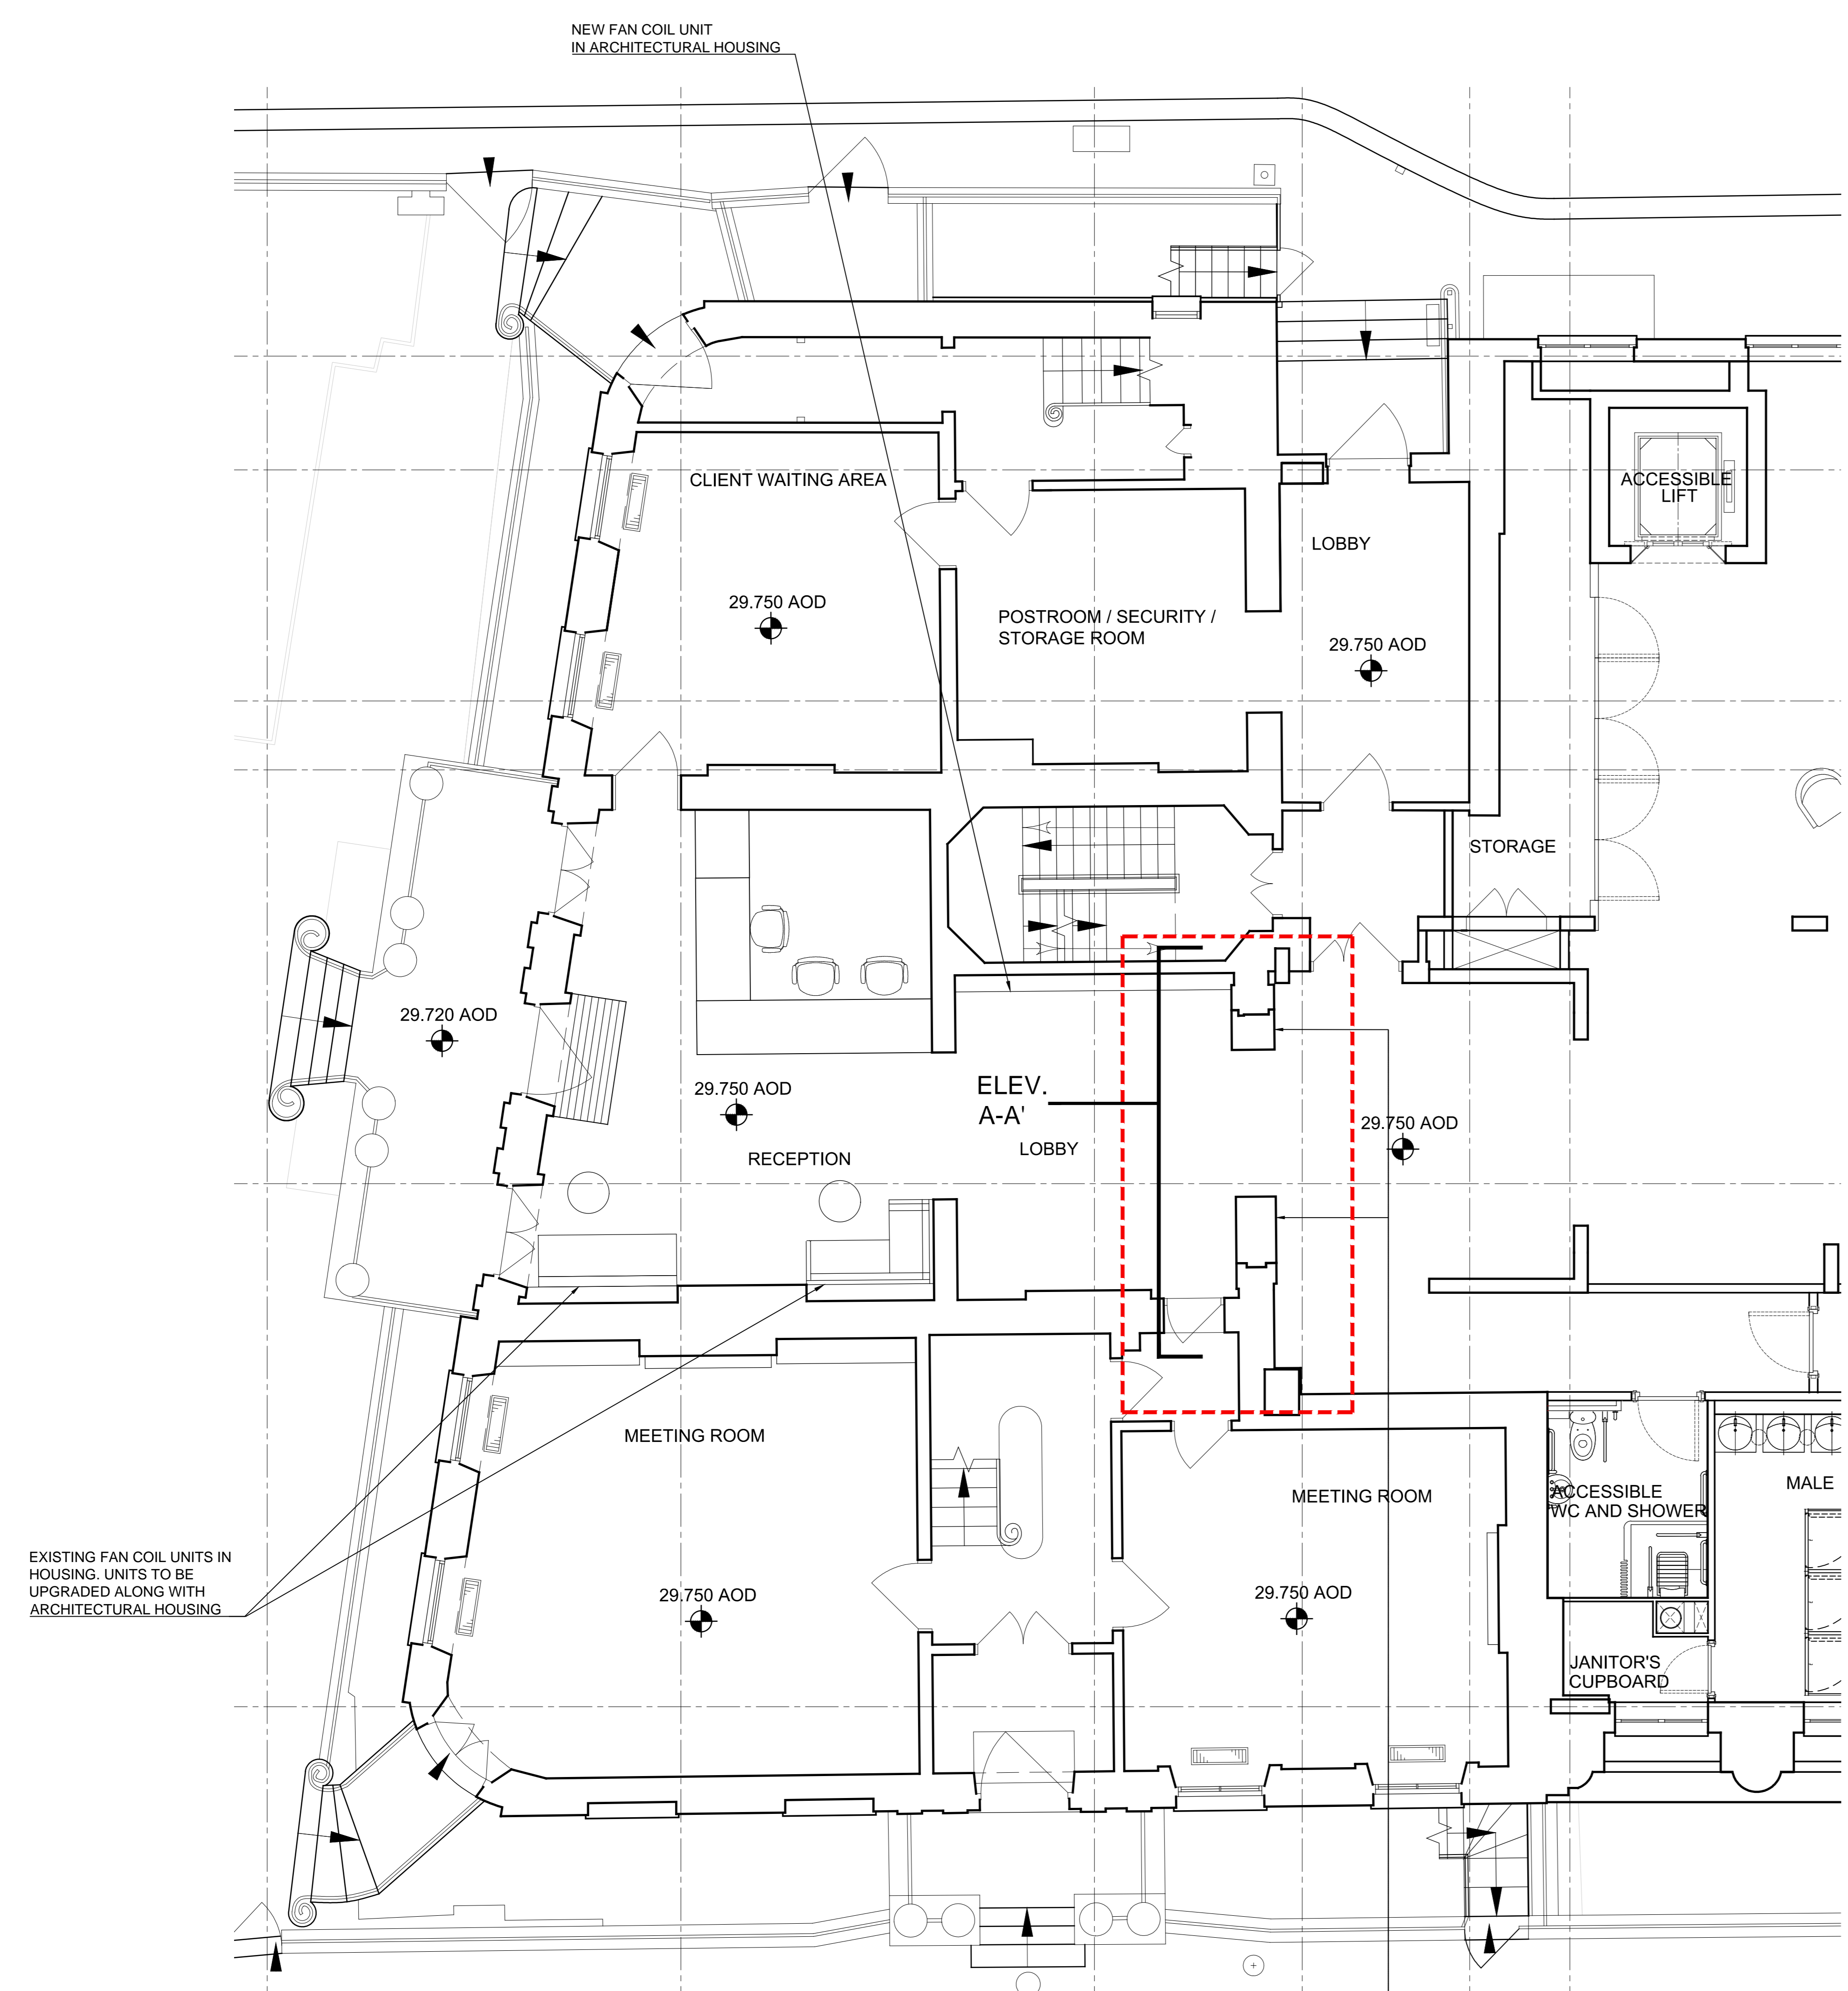 NEW FAN COIL UNIT
IN ARCHITECTURAL HOUSING
CLIENT WAITING AREA
ACCESSIBLE
LIFT
LOBBY
29.750 AOD
POSTROOM / SECURITY /
STORAGE ROOM
29.750 AOD
STORAGE
29.720 AOD
29.750 AOD
ELEV.
A-A'
LOBBY
29.750 AOD
RECEPTION
MEETING ROOM
MEETING ROOM
ACCESSIBLE
WC AND SHOWER
MALE
EXISTING FAN COIL UNITS IN
HOUSING. UNITS TO BE
UPGRADED ALONG WITH
ARCHITECTURAL HOUSING
29.750 AOD
29.750 AOD
JANITOR'S
CUPBOARD